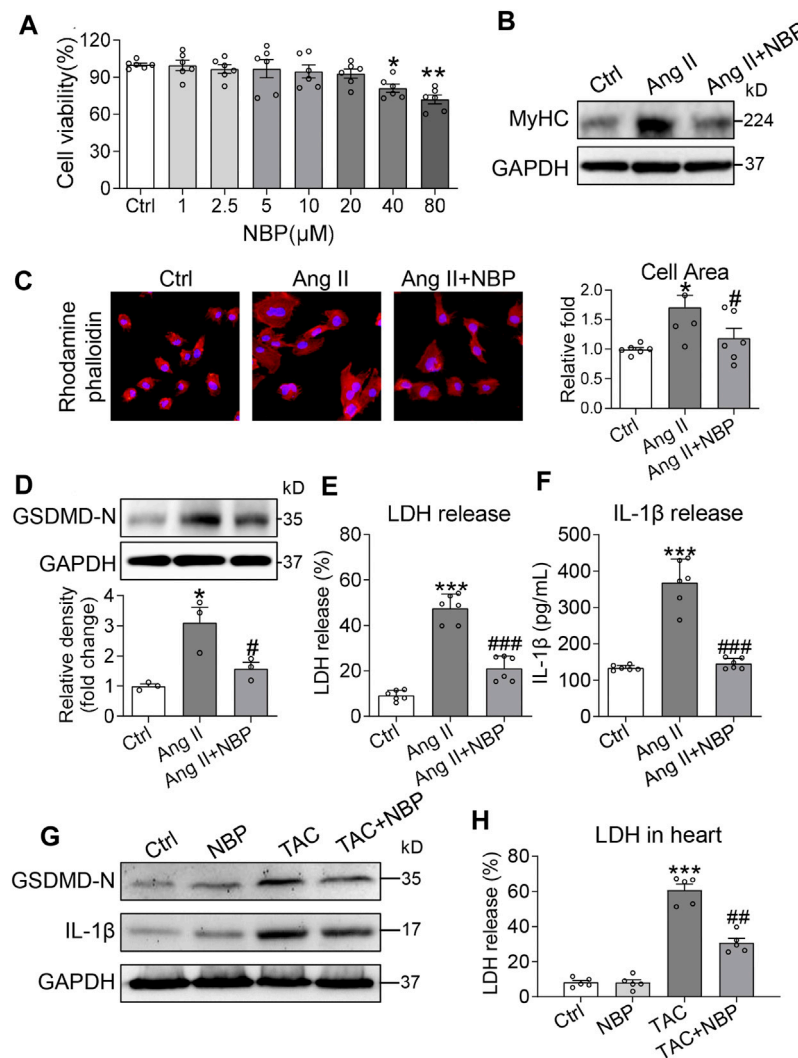 A
Cell viability(%)
120
90
60
30
0
*
**
Ctrl 1 2.5 5 10 20 40 80
NBP(μM)
B
Ctrl Ang II Ang II+NBP
kD
MyHC 224
GAPDH 37
C
Ctrl Ang II Ang II+NBP
Rhodamine
phalloidin
Cell Area
Relative fold
2.0
1.5
1.0
0.5
0.0
*
#
Ctrl Ang II Ang II+NBP
D
kD
GSDMD-N 35
GAPDH 37
Relative density
(fold change)
4
3
2
1
0
*
#
Ctrl Ang II Ang II+NBP
E
LDH release
LDH release (%)
80
60
40
20
0
***
###
Ctrl Ang II Ang II+NBP
F
IL-1β release
IL-1β (pg/mL)
500
400
300
200
100
0
***
###
Ctrl Ang II Ang II+NBP
G
Ctrl NBP TAC TAC+NBP
kD
GSDMD-N 35
IL-1β 17
GAPDH 37
H
LDH in heart
LDH release (%)
80
60
40
20
0
***
##
Ctrl NBP TAC TAC+NBP